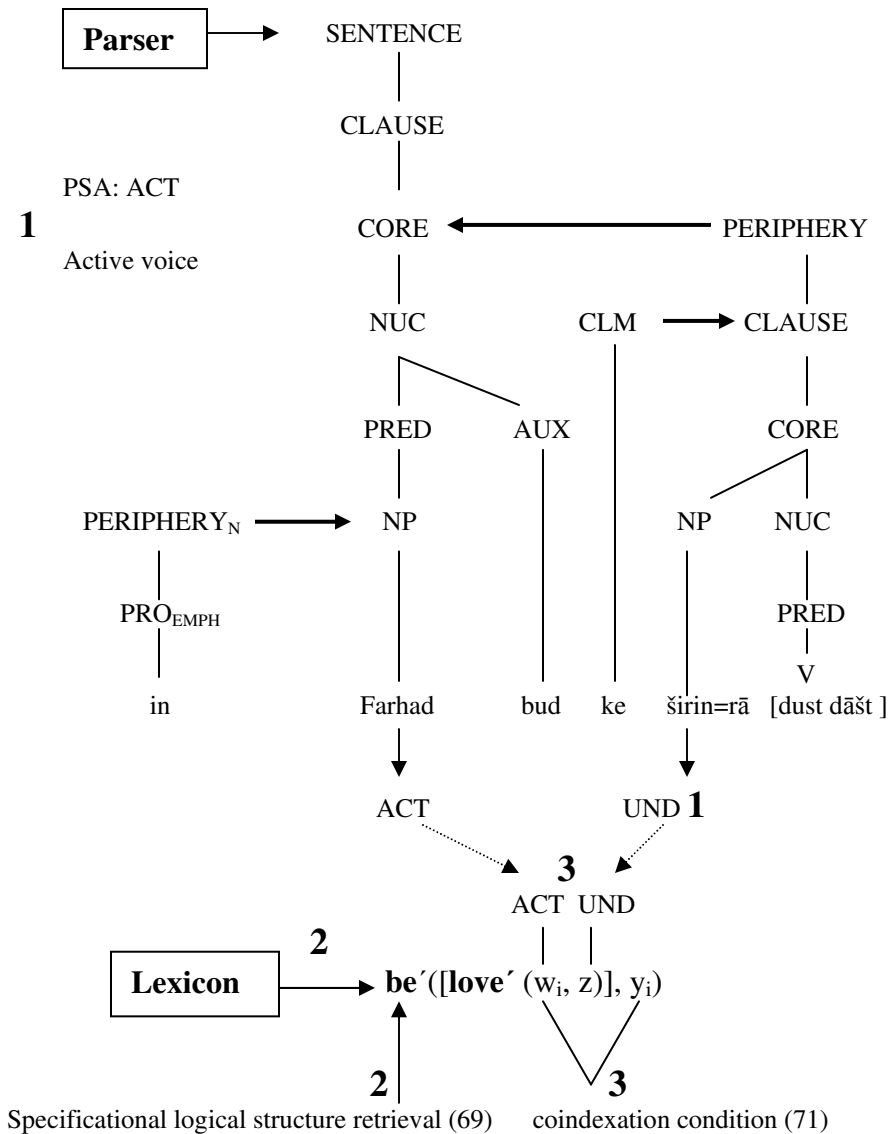 Parser SENTENCE
CLAUSE
PSA: ACT
1 CORE PERIPHERY
Active voice
NUC CLM CLAUSE
PRED AUX CORE
PERIPHERY_N NP NP NUC
PRO_EMPH PRED
V
in Farhad bud ke širin=rā [dust dāšt ]
ACT UND 1
3
ACT UND
2
Lexicon be´([love´ (w_i, z)], y_i)
2 3
Specificational logical structure retrieval (69) coindexation condition (71)